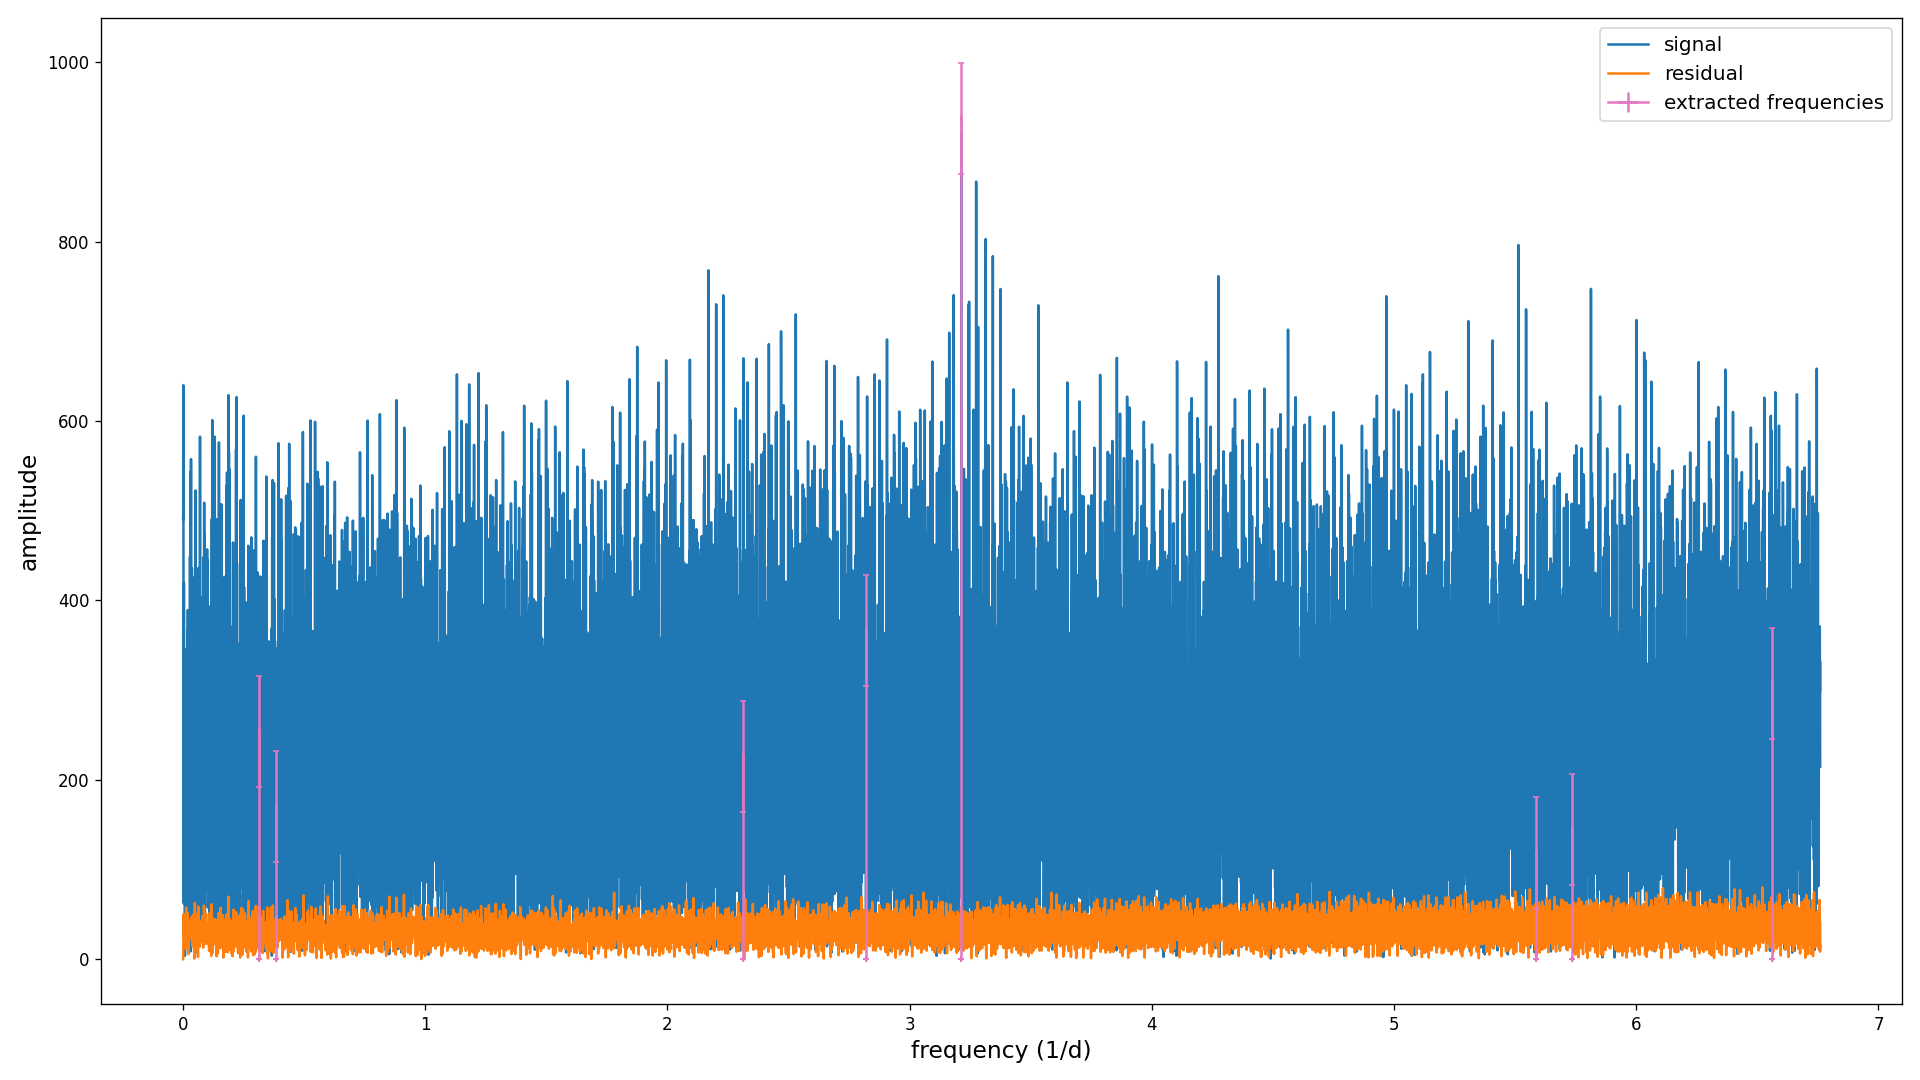 signal
residual
extracted frequencies
1000
800
600
400
200
0
amplitude
0 1 2 3 4 5 6 7
frequency (1/d)